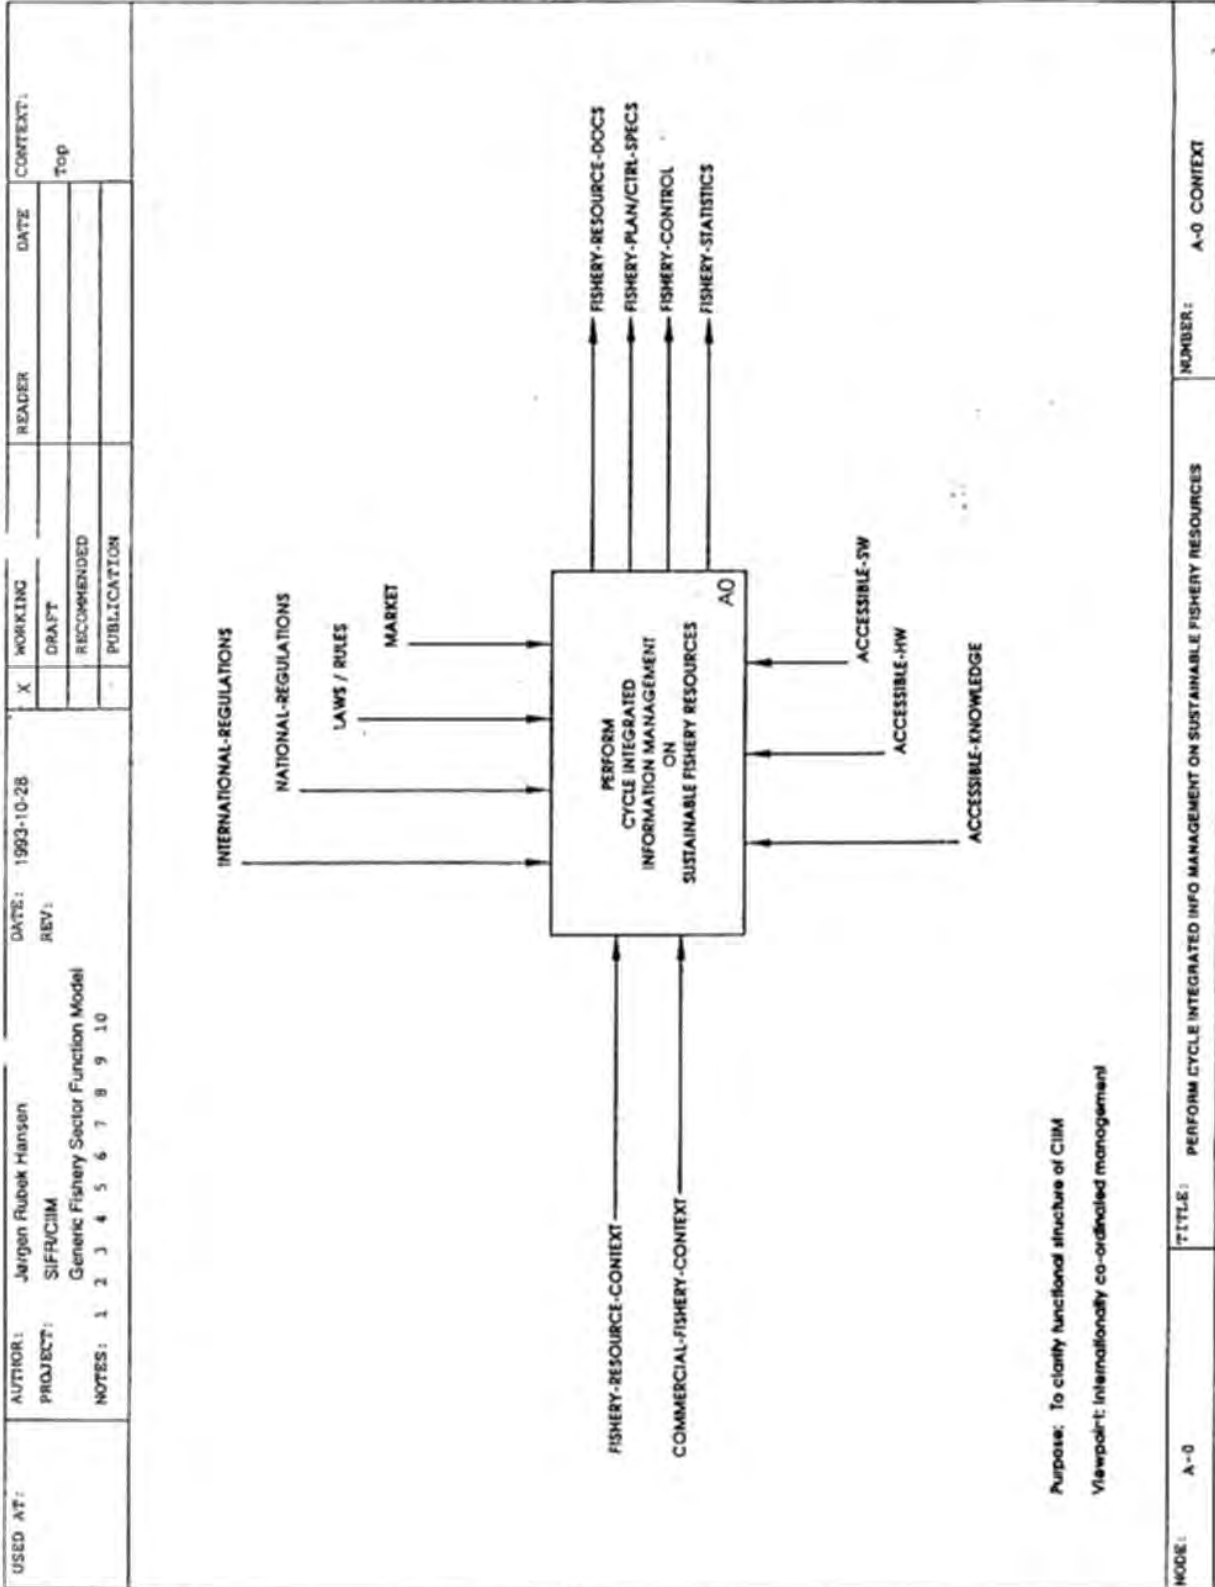 USED AT:
AUTHOR: Jørgen Rubek Hansen
DATE: 1993-10-28
X WORKING
READER
DATE
CONTEXT:
PROJECT: SIFR/CIIM
REV:
DRAFT
Top
Generic Fishery Sector Function Model
RECOMMENDED
NOTES: 1 2 3 4 5 6 7 8 9 10
PUBLICATION
INTERNATIONAL-REGULATIONS
NATIONAL-REGULATIONS
LAWS / RULES
MARKET
FISHERY-RESOURCE-CONTEXT
COMMERCIAL-FISHERY-CONTEXT
PERFORM
CYCLE INTEGRATED
INFORMATION MANAGEMENT
ON
SUSTAINABLE FISHERY RESOURCES
A0
FISHERY-RESOURCE-DOCS
FISHERY-PLAN/CTRL-SPECS
FISHERY-CONTROL
FISHERY-STATISTICS
ACCESSIBLE-SW
ACCESSIBLE-HW
ACCESSIBLE-KNOWLEDGE
Purpose: To clarify functional structure of CIIM
Viewpoint: Internationally co-ordinated management
NODE: A-0
TITLE: PERFORM CYCLE INTEGRATED INFO MANAGEMENT ON SUSTAINABLE FISHERY RESOURCES
NUMBER: A-0 CONTEXT